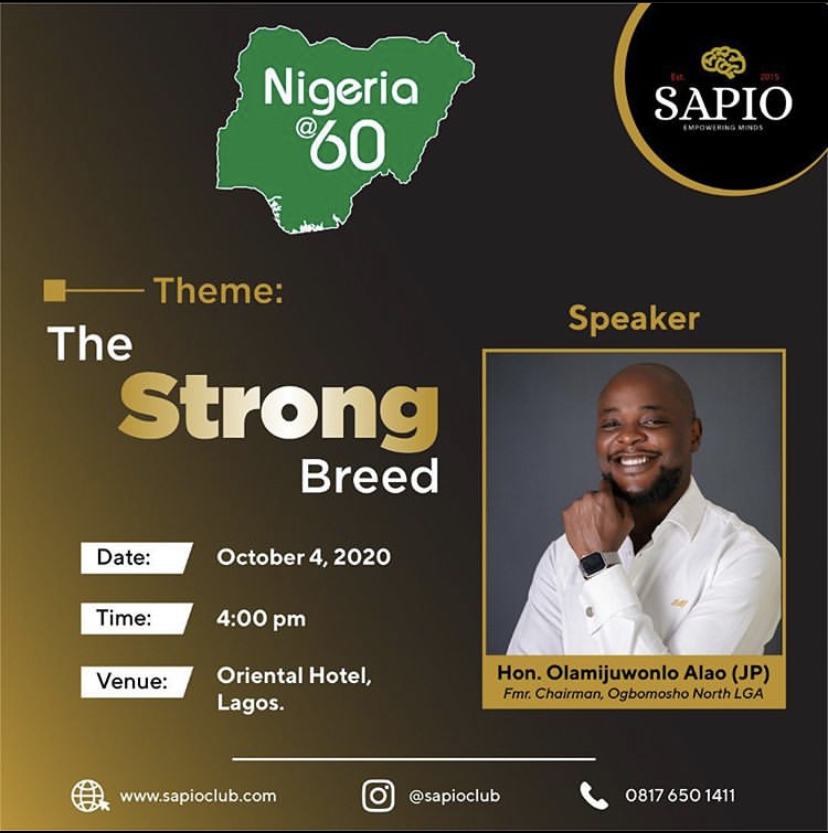 Nigeria
@60
Est. 2015
SAPIO
EMPOWERING MINDS
Theme:
The
Strong
Breed
Date: October 4, 2020
Time: 4:00 pm
Venue: Oriental Hotel,
Lagos.
Speaker
Hon. Olamijuwonlo Alao (JP)
Fmr. Chairman, Ogbomosho North LGA
www.sapioclub.com
@sapioclub
0817 650 1411